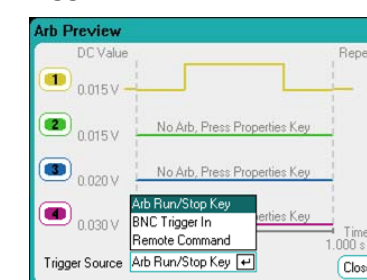 Arb Preview
DC Value
Repe
1 0.015 V
2 0.015 V No Arb, Press Properties Key
3 0.020 V No Arb, Press Properties Key
4 0.030 V erties Key
Arb Run/Stop Key
BNC Trigger In
Remote Command
Time
1.000 s
Trigger Source Arb Run/Stop Key
Clos